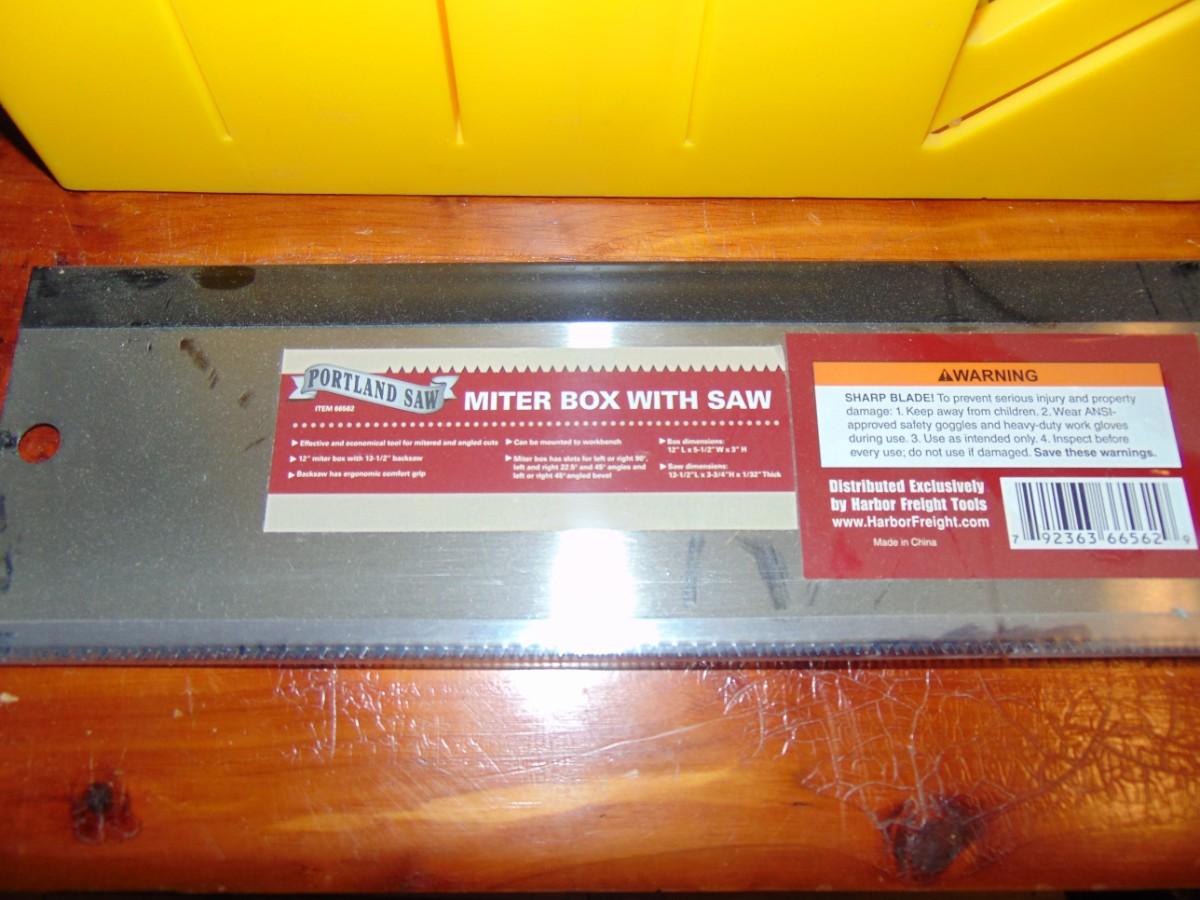 PORTLAND SAW
ITEM 66562
MITER BOX WITH SAW
▶ Effective and economical tool for mitered and angled cuts
▶ 12" miter box with 13-1/2" backsaw
▶ Backsaw has ergonomic comfort grip
▶ Can be mounted to workbench
▶ Miter box has slots for left or right 90°,
left and right 22.5° and 45° angles and
left or right 45° angled bevel
▶ Box dimensions:
12" L x 5-1/2" W x 3" H
▶ Saw dimensions:
13-1/2" L x 3-3/4" H x 1/32" Thick
⚠WARNING
SHARP BLADE! To prevent serious injury and property
damage: 1. Keep away from children. 2. Wear ANSI-
approved safety goggles and heavy-duty work gloves
during use. 3. Use as intended only. 4. Inspect before
every use; do not use if damaged. Save these warnings.
Distributed Exclusively
by Harbor Freight Tools
www.HarborFreight.com
Made in China
7 92363 66562 9